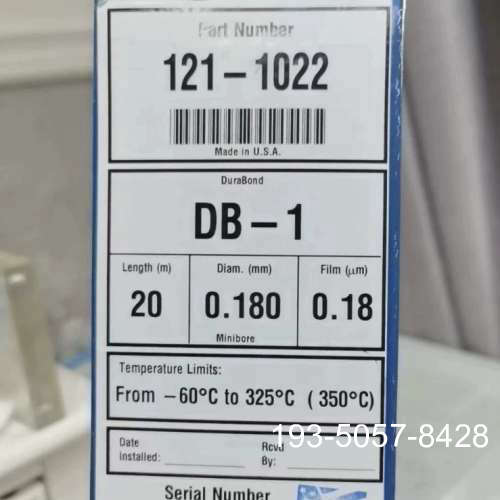 Part Number
121-1022
Made in U.S.A.
DuraBond
DB-1
Length (m) Diam. (mm) Film (μm)
20 0.180 0.18
Minibore
Temperature Limits:
From -60°C to 325°C (350°C)
Date Installed: Rcvd By:
193-5057-8428
Serial Number